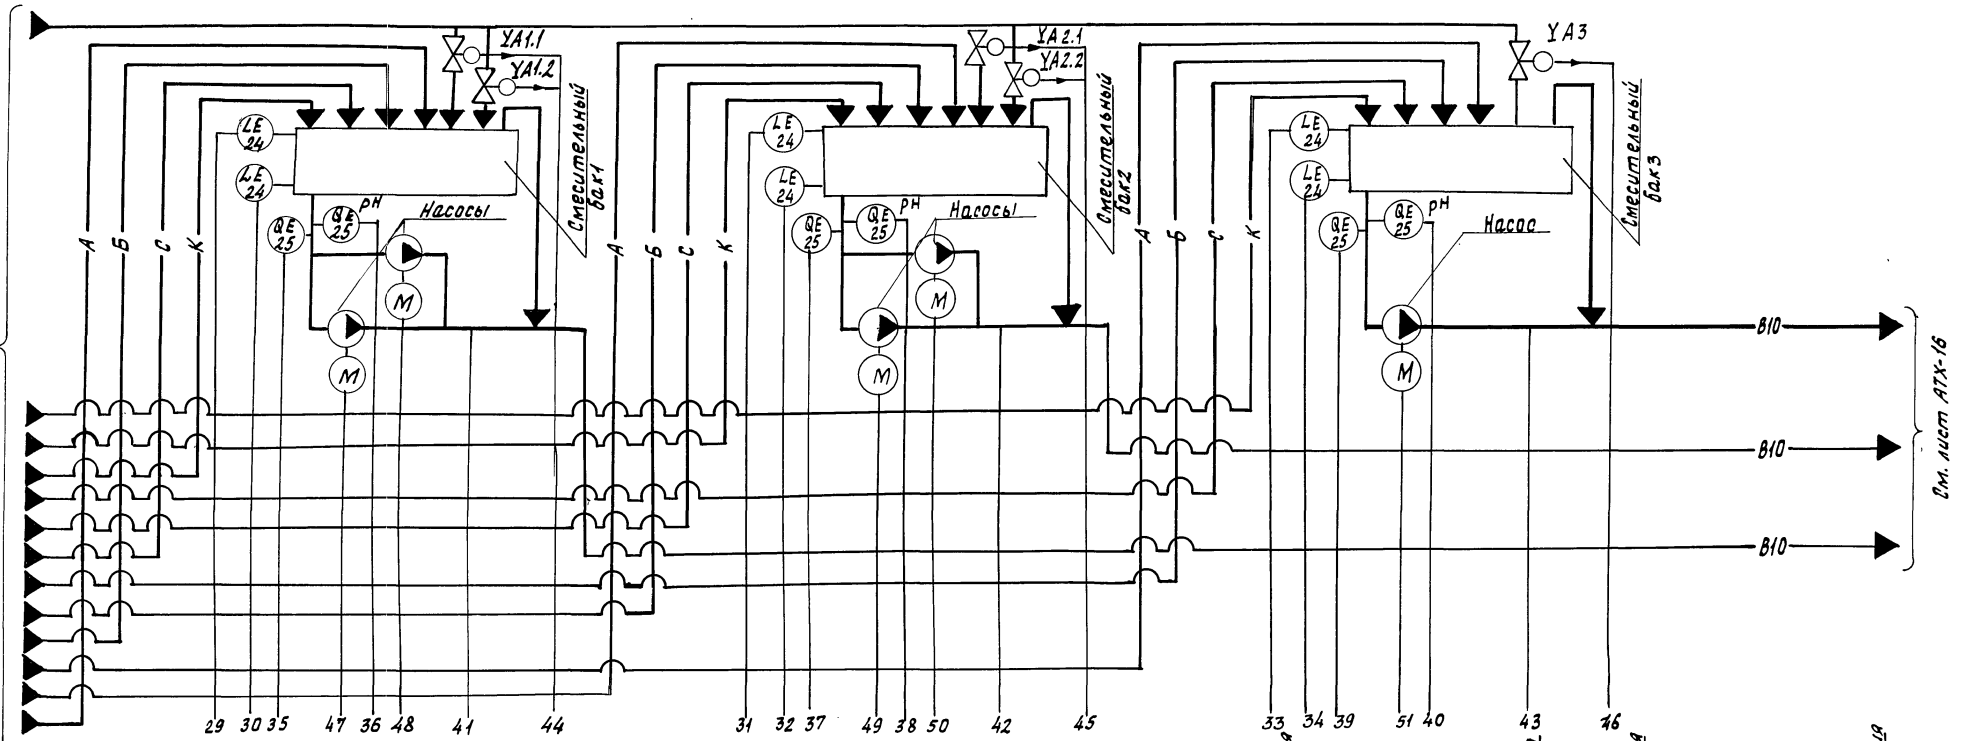 YA1.1
YA1.2
YA2.1
YA2.2
YA3
LE
24
LE
24
QE
25
QE
25
pH
Насосы
M
M
Смесительный
бак1
LE
24
LE
24
QE
25
QE
25
pH
Насосы
M
M
Смесительный
бак2
LE
24
LE
24
QE
25
QE
25
pH
Насос
M
Смесительный
бак3
А Б С К
А Б С К
А Б С К
В10
В10
В10
См. лист АТХ-16
29 30 35 47 36 48 41 44 31 32 37 49 38 50 42 45 33 34 39 51 40 43 46